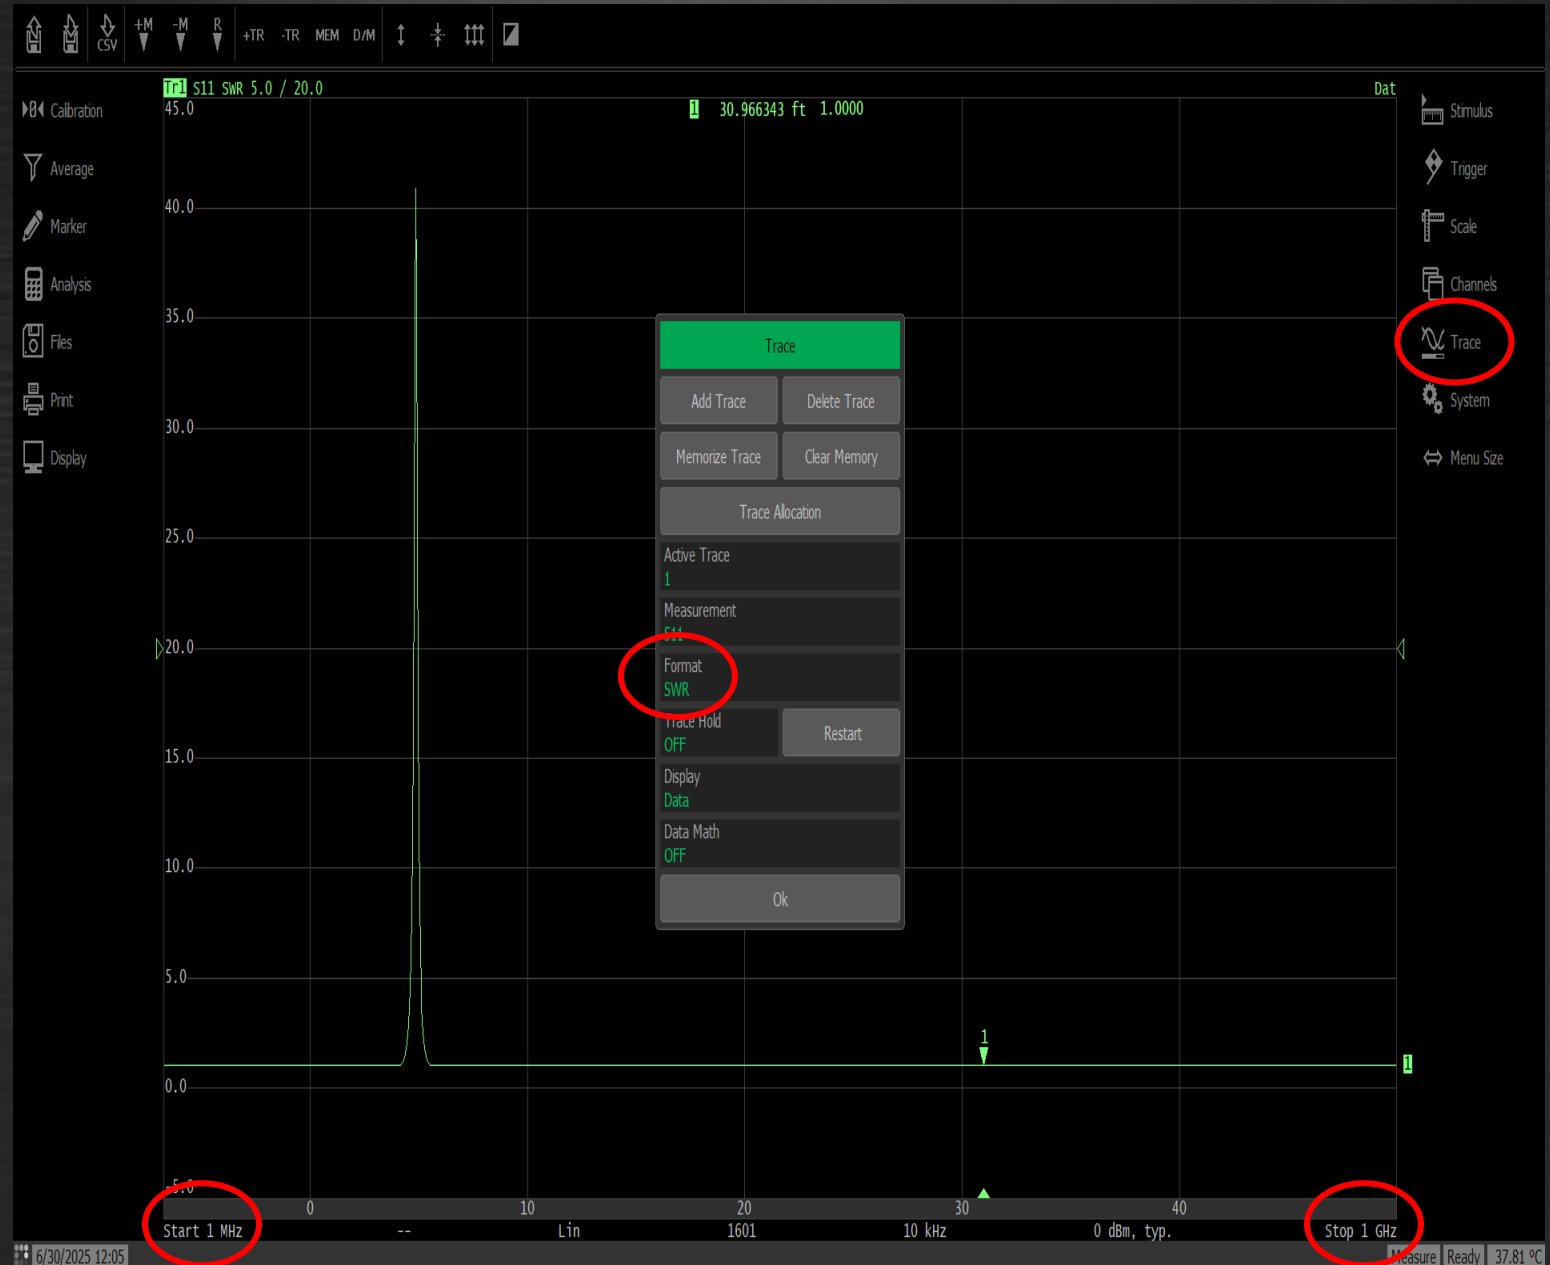 CSV
+M
-M
R
+TR
-TR
MEM
D/M
Tr1 S11 SWR 5.0 / 20.0
Dat
1 30.966343 ft 1.0000
Calibration
Average
Marker
Analysis
Files
Print
Display
45.0
40.0
35.0
30.0
25.0
20.0
15.0
10.0
5.0
0.0
-5.0
Trace
Add Trace
Delete Trace
Memorize Trace
Clear Memory
Trace Allocation
Active Trace
1
Measurement
S11
Format
SWR
Trace Hold
OFF
Restart
Display
Data
Data Math
OFF
Ok
1
1
Stimulus
Trigger
Scale
Channels
Trace
System
Menu Size
0 10 20 30 40
Start 1 MHz -- Lin 1601 10 kHz 0 dBm, typ. Stop 1 GHz
6/30/2025 12:05
Measure Ready 37.81 ºC